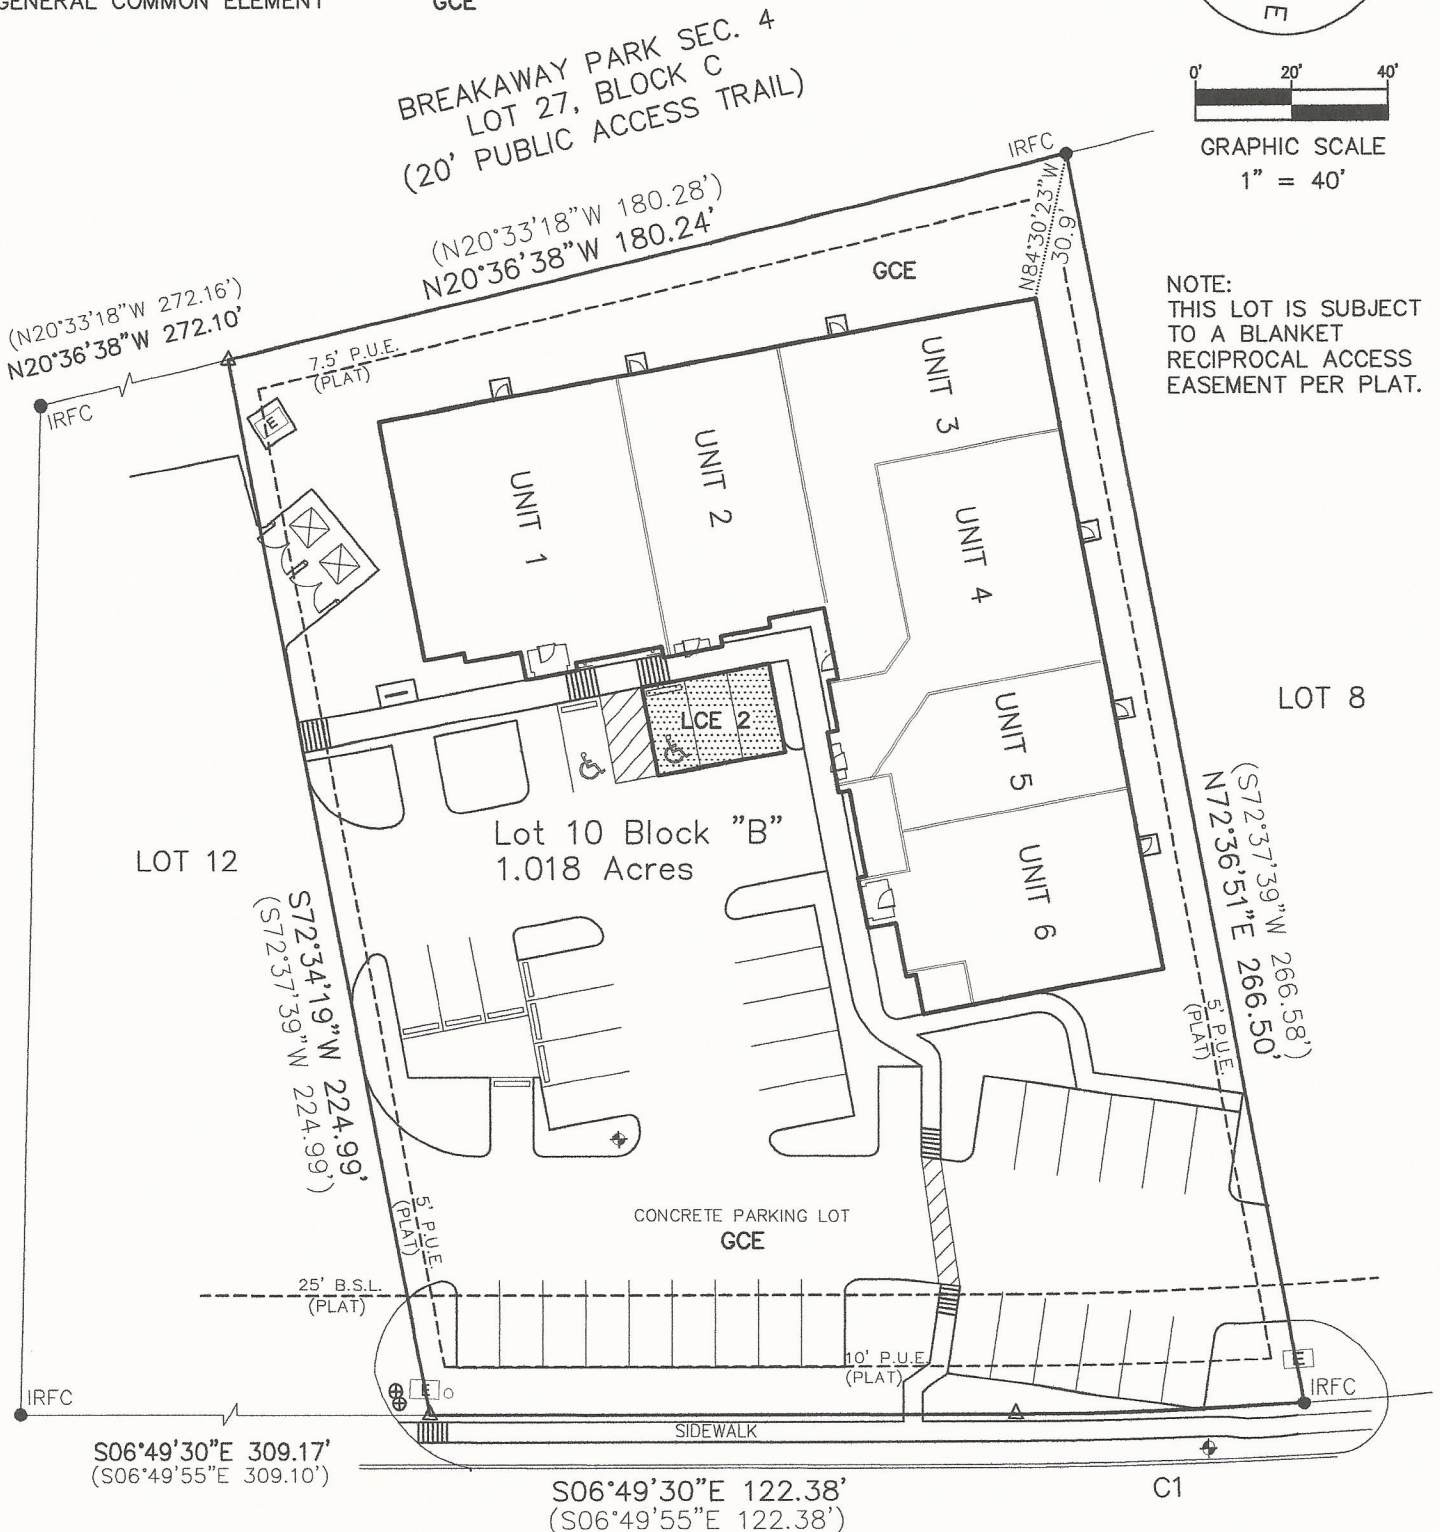 GENERAL COMMON ELEMENT GCE
E
BREAKAWAY PARK SEC. 4
LOT 27, BLOCK C
(20' PUBLIC ACCESS TRAIL)
0' 20' 40'
GRAPHIC SCALE
1" = 40'
IRFC
N84°30'23"W
30.9'
(N20°33'18"W 180.28')
N20°36'38"W 180.24'
GCE
NOTE:
THIS LOT IS SUBJECT
TO A BLANKET
RECIPROCAL ACCESS
EASEMENT PER PLAT.
(N20°33'18"W 272.16')
N20°36'38"W 272.10'
IRFC
7.5' P.U.E.
(PLAT)
E
UNIT 1
UNIT 2
UNIT 3
UNIT 4
UNIT 5
UNIT 6
LCE 2
LOT 8
Lot 10 Block "B"
1.018 Acres
LOT 12
(S72°37'39"W 266.58')
N72°36'51"E 266.50'
5' P.U.E.
(PLAT)
S72°34'19"W 224.99'
(S72°37'39"W 224.99')
5' P.U.E.
(PLAT)
CONCRETE PARKING LOT
GCE
25' B.S.L.
(PLAT)
10' P.U.E.
(PLAT)
E
E
IRFC
IRFC
SIDEWALK
S06°49'30"E 309.17'
(S06°49'55"E 309.10')
S06°49'30"E 122.38'
(S06°49'55"E 122.38')
C1